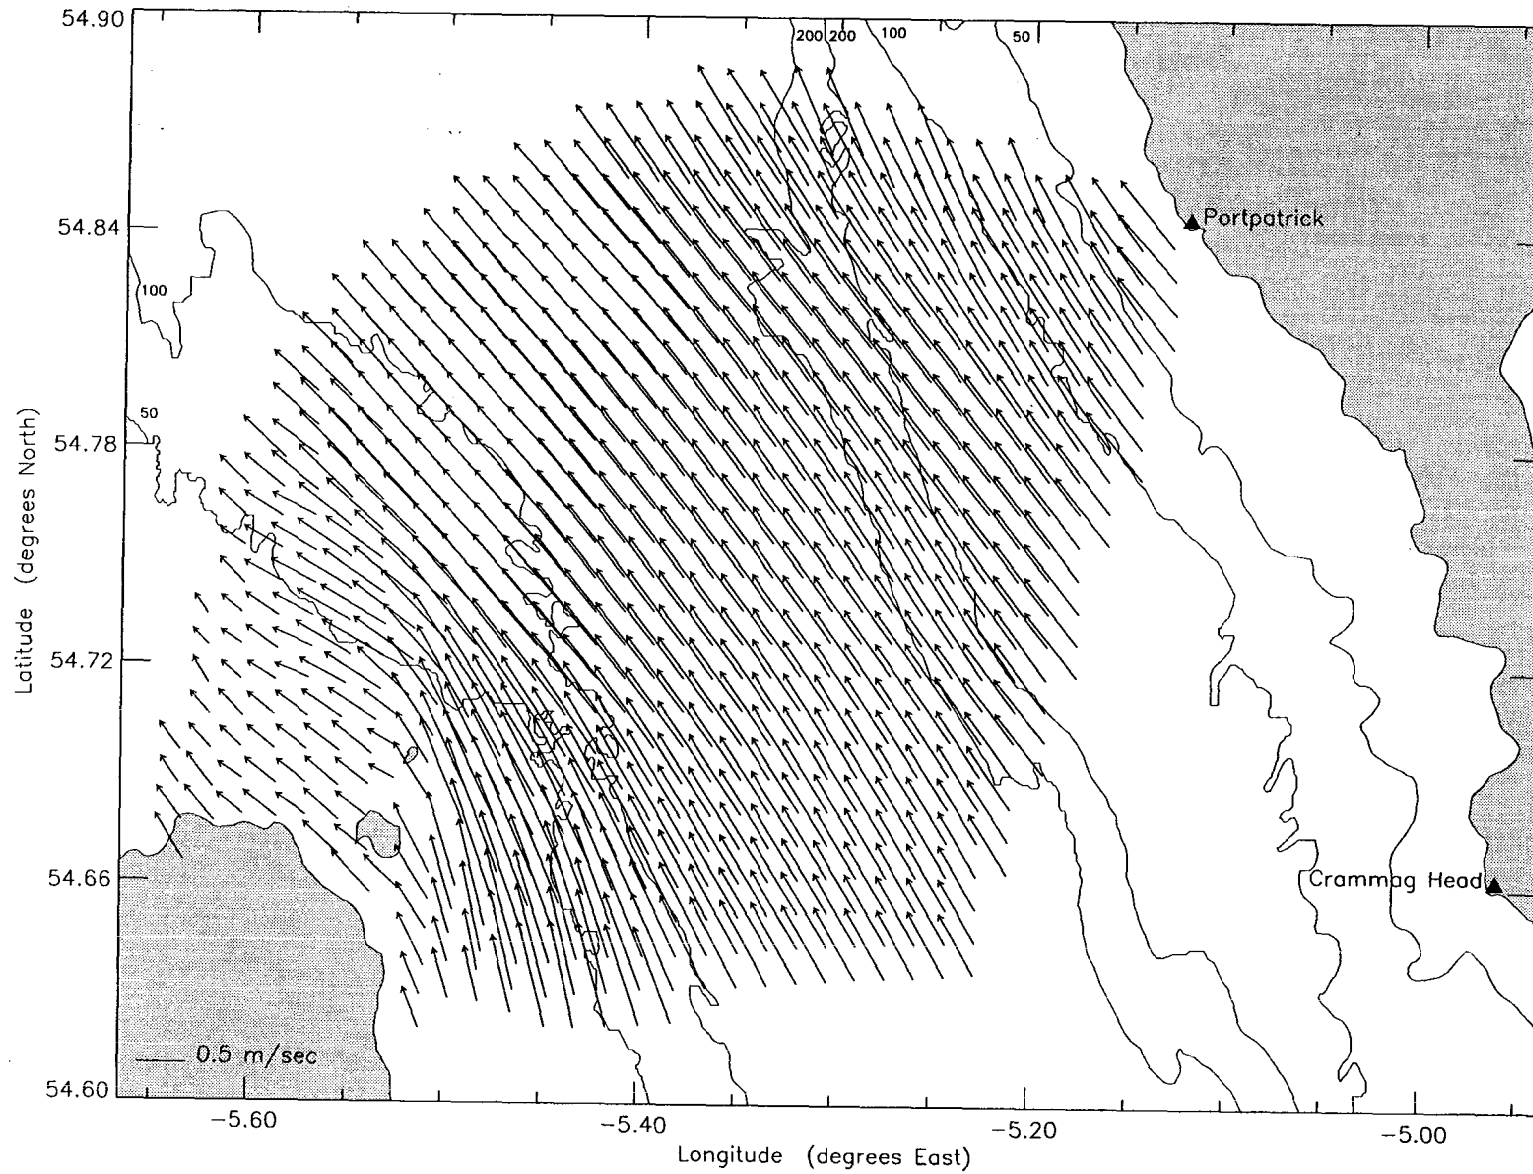 54.90
200 200 100 50
Portpatrick
54.84
100
50
54.78
Latitude (degrees North)
54.72
54.66
Crammag Head
0.5 m/sec
54.60
-5.60 -5.40 -5.20 -5.00
Longitude (degrees East)